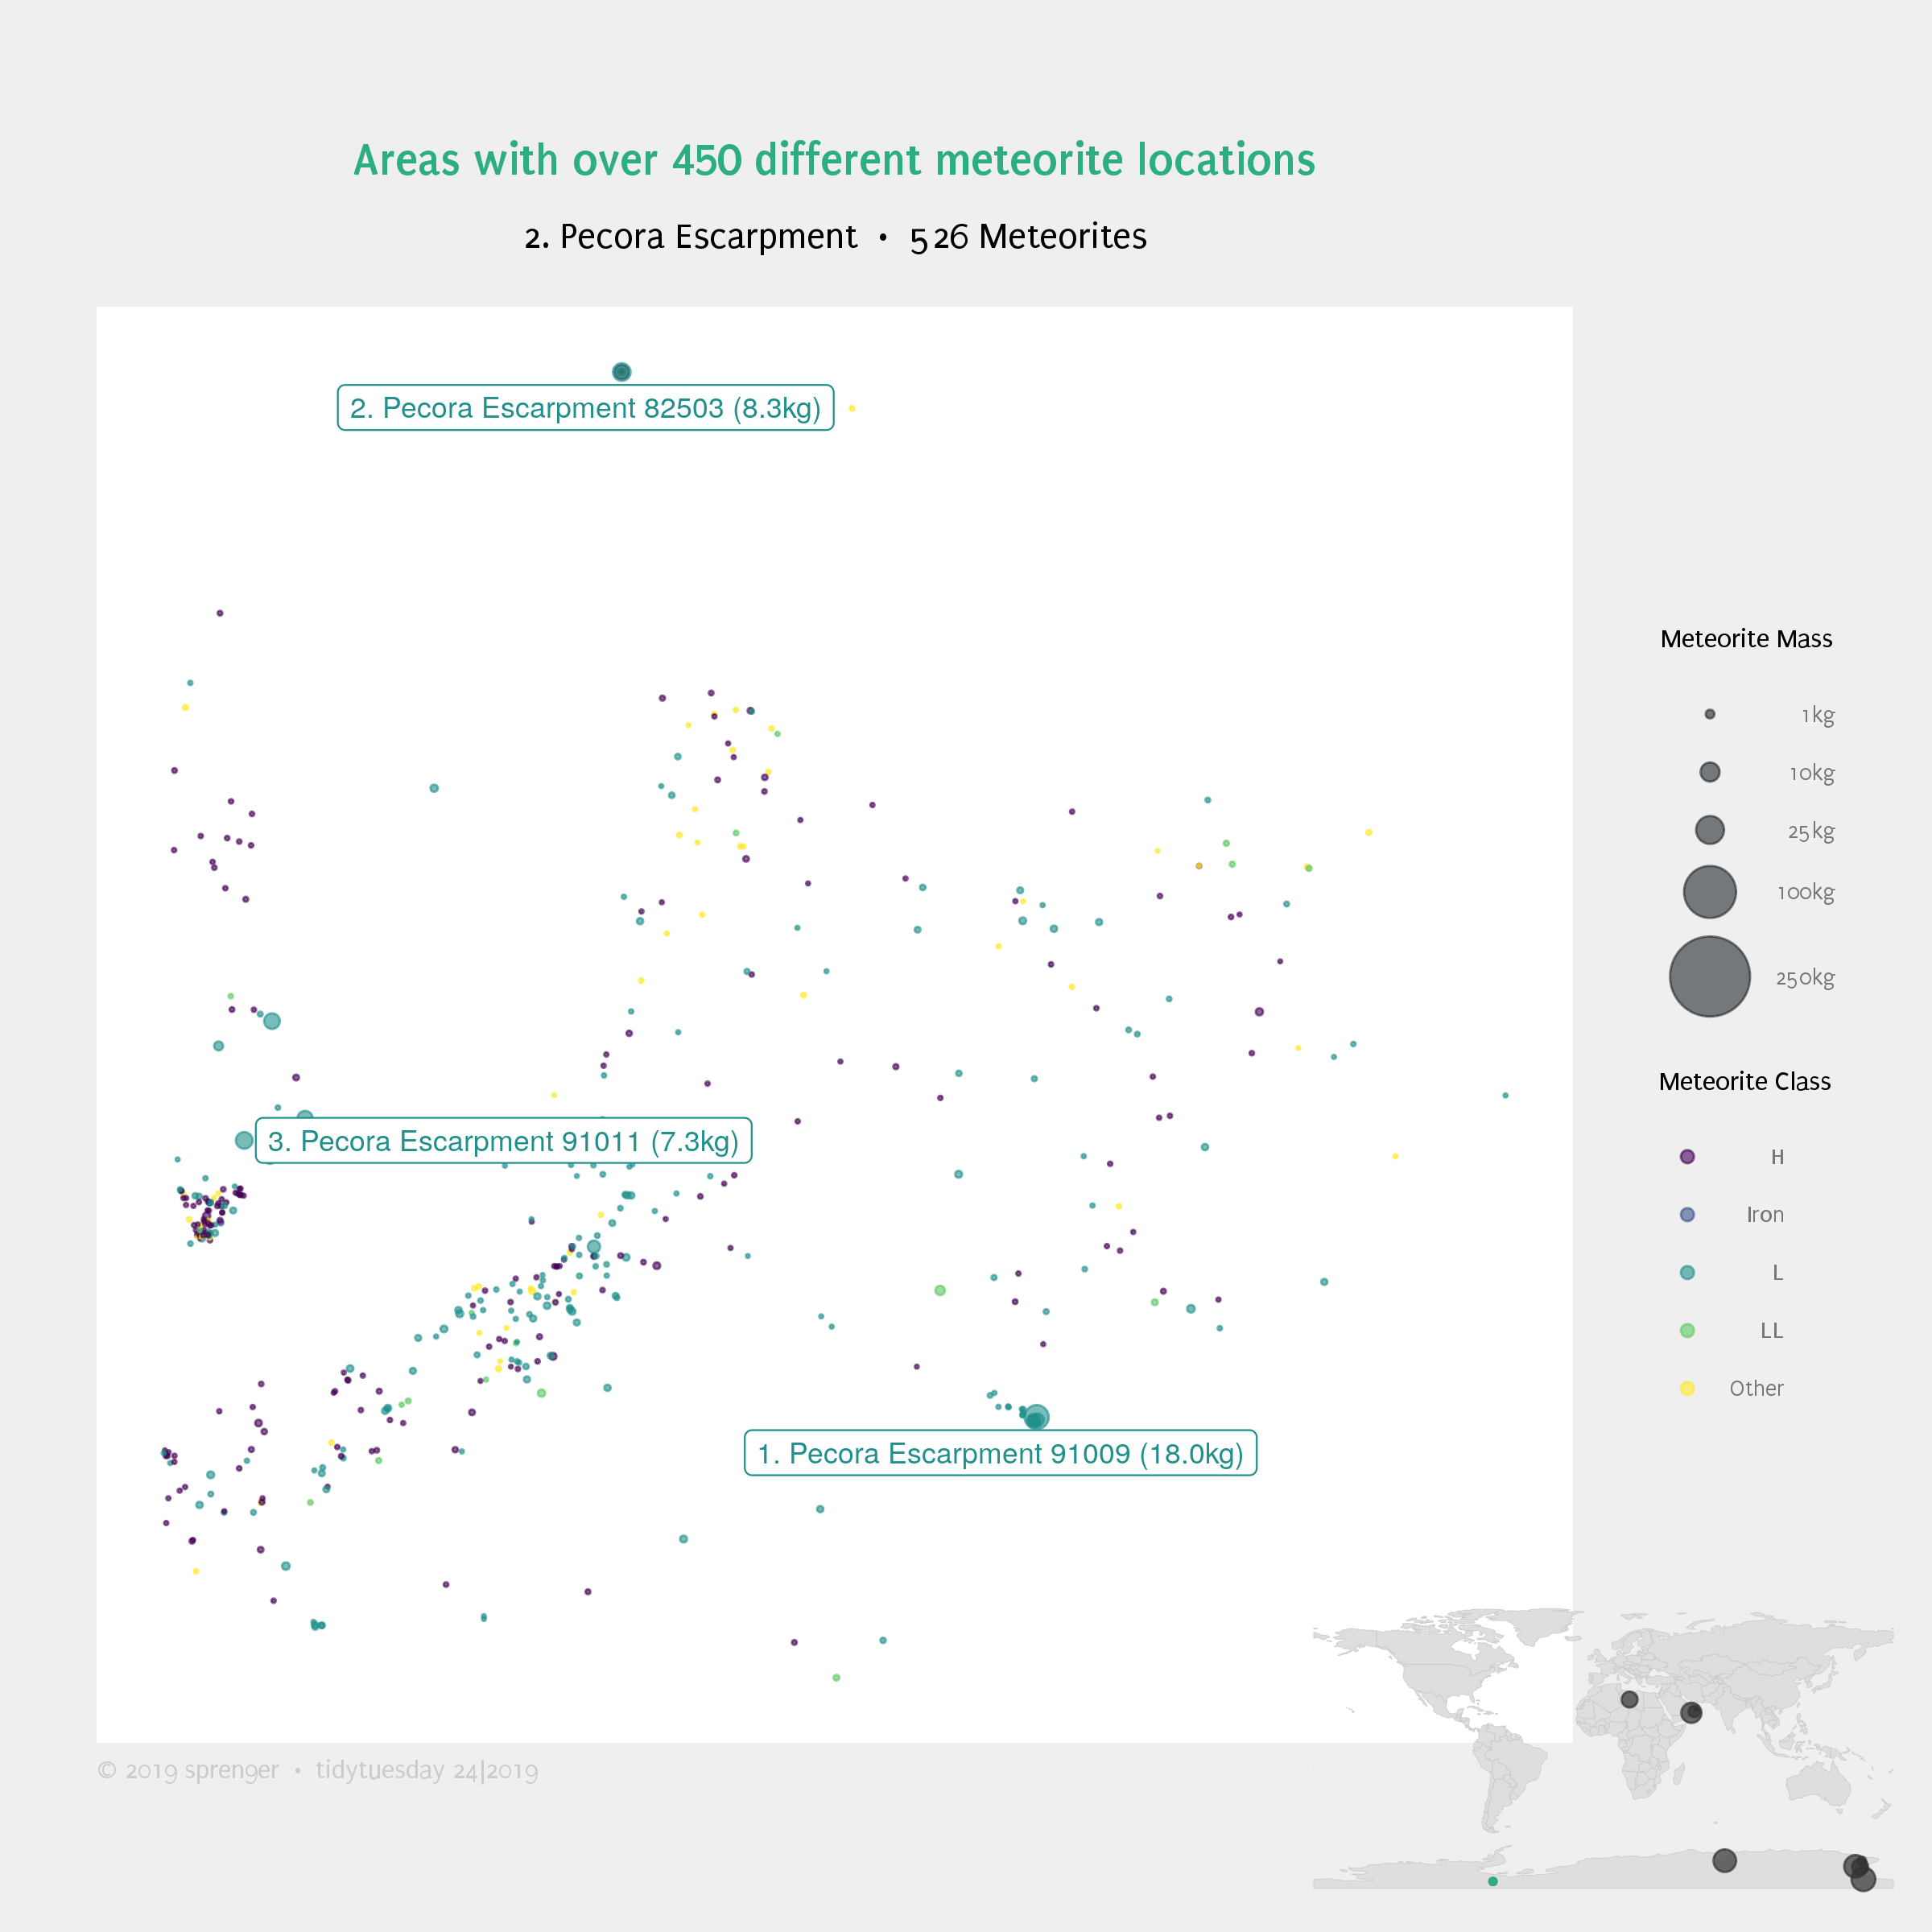 Areas with over 450 different meteorite locations
2. Pecora Escarpment • 526 Meteorites
2. Pecora Escarpment 82503 (8.3kg)
Meteorite Mass
1kg
10kg
25kg
100kg
250kg
Meteorite Class
H
Iron
L
LL
Other
3. Pecora Escarpment 91011 (7.3kg)
1. Pecora Escarpment 91009 (18.0kg)
© 2019 sprenger • tidytuesday 24|2019